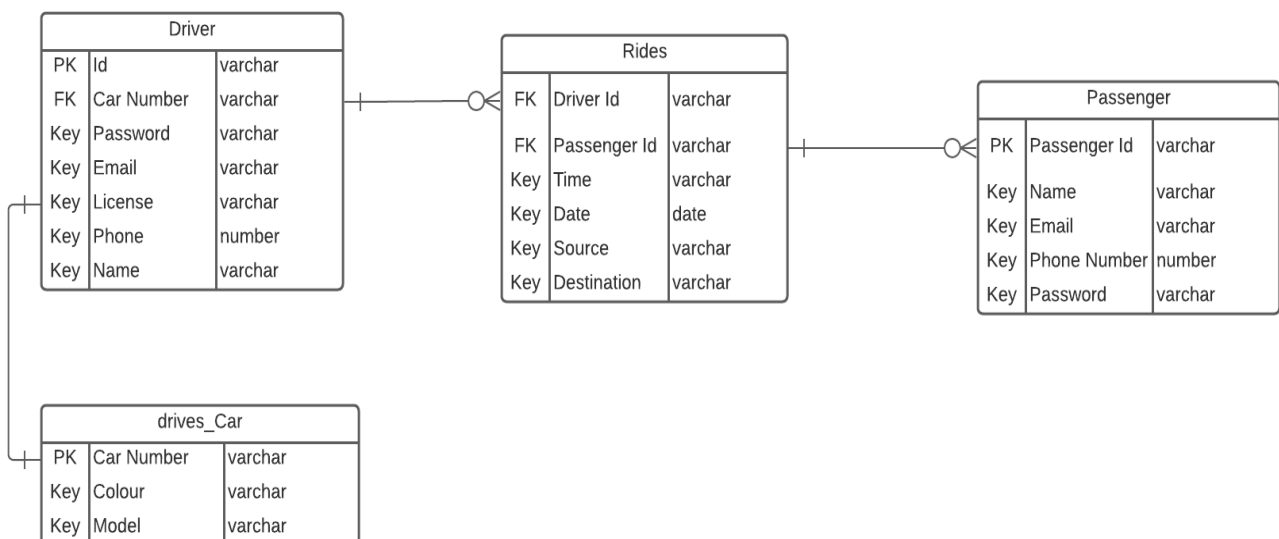 Driver
PK Id varchar
FK Car Number varchar
Key Password varchar
Key Email varchar
Key License varchar
Key Phone number
Key Name varchar
Rides
FK Driver Id varchar
FK Passenger Id varchar
Key Time varchar
Key Date date
Key Source varchar
Key Destination varchar
Passenger
PK Passenger Id varchar
Key Name varchar
Key Email varchar
Key Phone Number number
Key Password varchar
drives_Car
PK Car Number varchar
Key Colour varchar
Key Model varchar